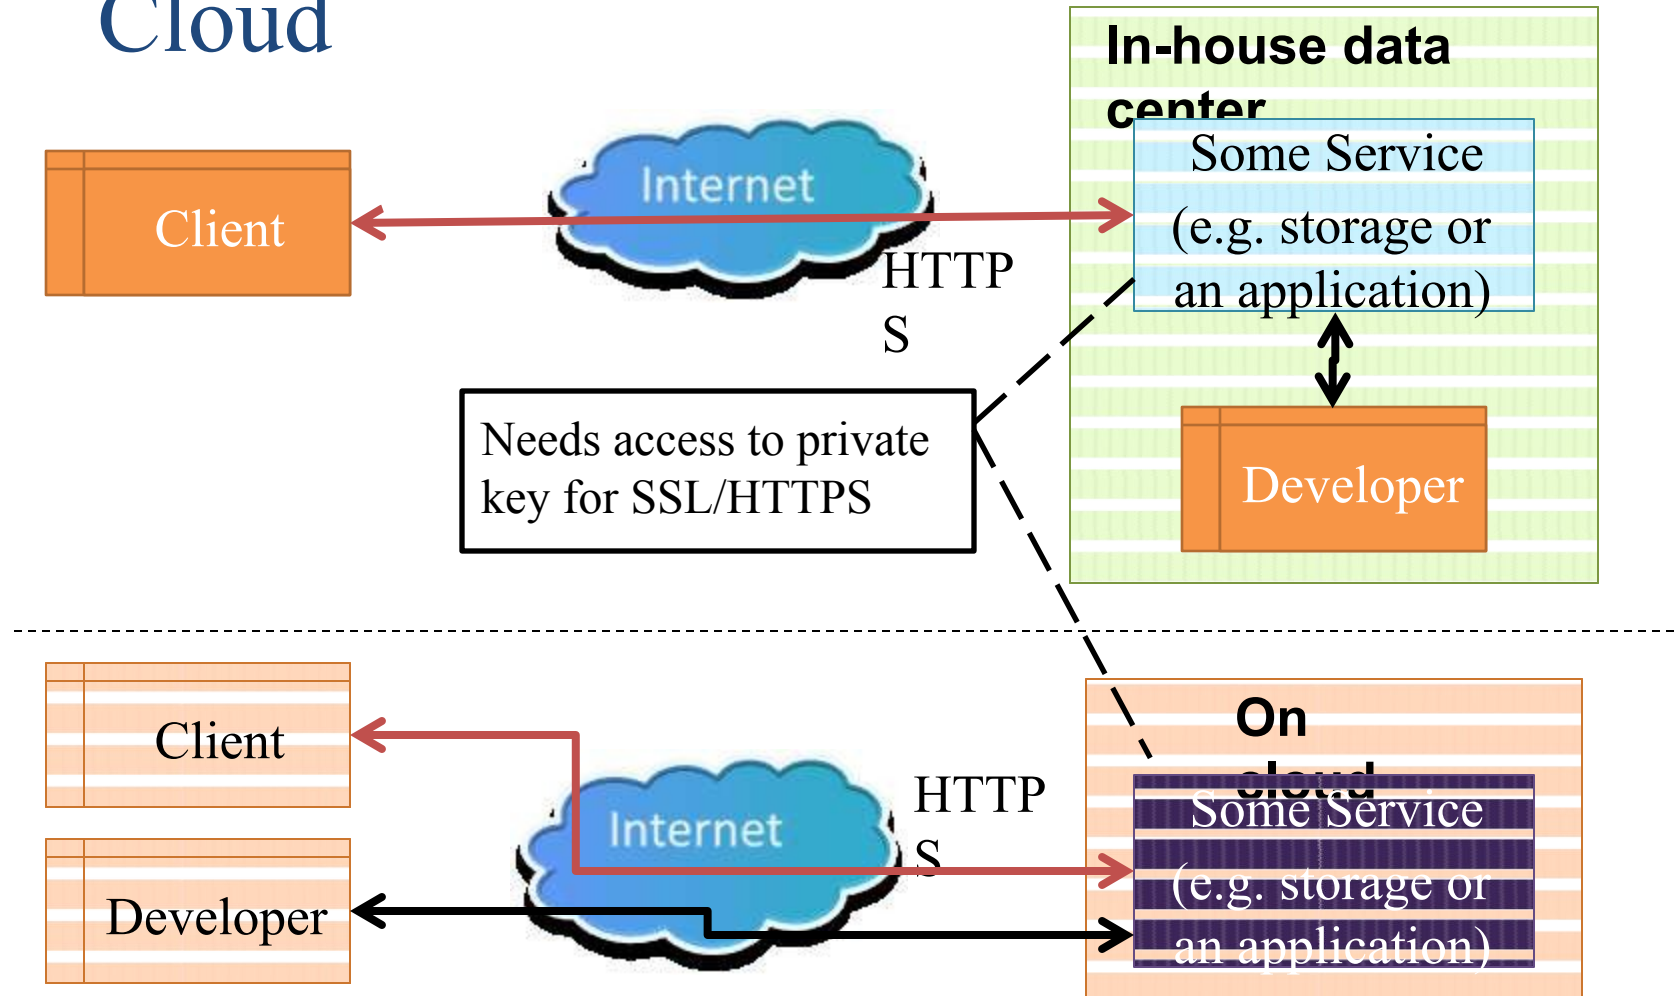 Cloud
In-house data
center
Some Service
(e.g. storage or
an application)
Internet
Client
HTTP
S
Needs access to private
key for SSL/HTTPS
Developer
On
cloud
Client
HTTP
S
Internet
Some Service
(e.g. storage or
an application)
Developer